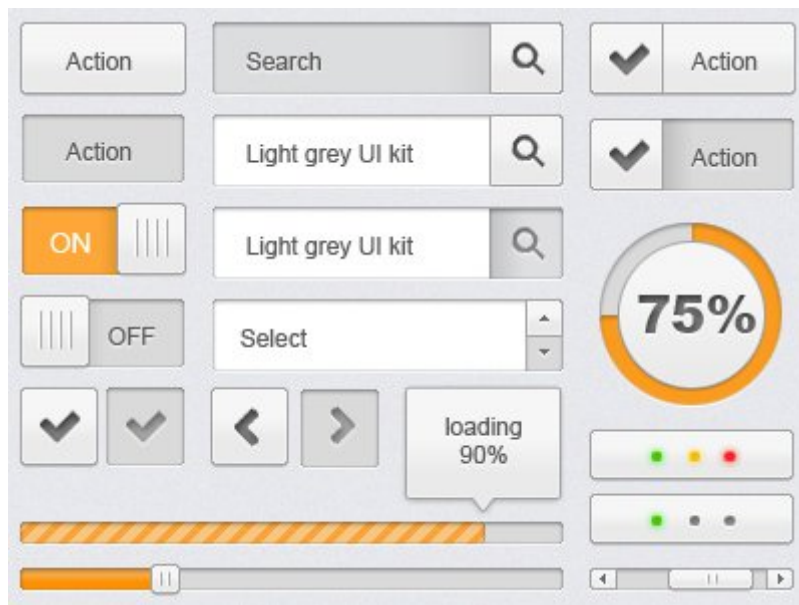 Action
Search
Action
Action
Light grey UI kit
Action
ON
Light grey UI kit
75%
OFF
Select
loading
90%